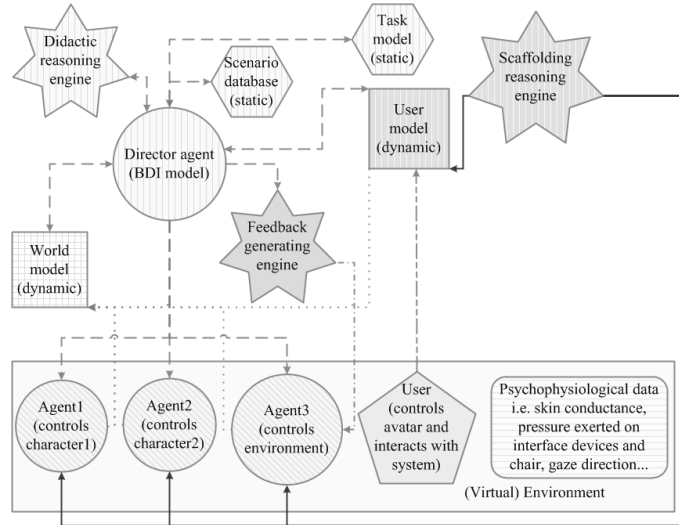 Didactic
reasoning
engine
Task
model
(static)
Scenario
database
(static)
Scaffolding
reasoning
engine
User
model
(dynamic)
Director agent
(BDI model)
Feedback
generating
engine
World
model
(dynamic)
Agent1
(controls
character1)
Agent2
(controls
character2)
Agent3
(controls
environment)
User
(controls
avatar and
interacts with
system)
Psychophysiological data
i.e. skin conductance,
pressure exerted on
interface devices and
chair, gaze direction...
(Virtual) Environment